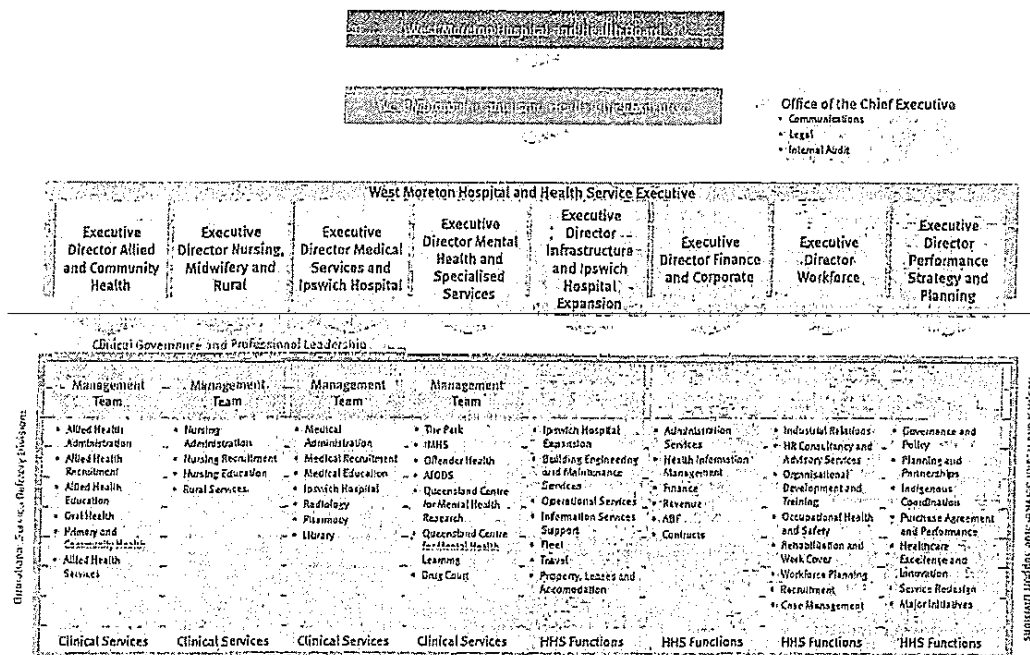 West Moreton Hospital and Health Board
Office of the Chief Executive
• Communications
• Legal
• Internal Audit
West Moreton Hospital and Health Service Executive
Executive
Director Allied
and Community
Health
Executive
Director Nursing,
Midwifery and
Rural
Executive
Director Medical
Services and
Ipswich Hospital
Executive
Director Mental
Health and
Specialised
Services
Executive
Director
Infrastructure
and Ipswich
Hospital
Expansion
Executive
Director Finance
and Corporate
Executive
Director
Workforce
Executive
Director
Performance
Strategy and
Planning
Clinical Governance and Professional Leadership
Management
Team
• Allied Health
Administration
• Allied Health
Recruitment
• Allied Health
Education
• Oral Health
• Primary and
Community Health
• Allied Health
Services
Clinical Services
Management
Team
• Nursing
Administration
• Nursing Recruitment
• Nursing Education
• Rural Services
Clinical Services
Management
Team
• Medical
Administration
• Medical Recruitment
• Medical Education
• Ipswich Hospital
• Radiology
• Pharmacy
• Library
Clinical Services
Management
Team
• The Park
• IMHS
• Offender Health
• AIODS
• Queensland Centre
for Mental Health
Research
• Queensland Centre
for Mental Health
Learning
• Drug Court
Clinical Services
• Ipswich Hospital
Expansion
• Building Engineering
and Maintenance
Services
• Operational Services
• Information Services
Support
• Fleet
• Travel
• Property, Leases and
Accomodation
HHS Functions
• Administration
Services
• Health Information
Management
• Finance
• Revenue
• ABF
• Contracts
HHS Functions
• Industrial Relations
• HR Consultancy and
Advisory Services
• Organisational
Development and
Training
• Occupational Health
and Safety
• Rehabilitation and
Work Cover
• Workforce Planning
• Recruitment
• Case Management
HHS Functions
• Governance and
Policy
• Planning and
Partnerships
• Indigenous
Coordination
• Purchase Agreement
and Performance
• Healthcare
Excellence and
Innovation
• Service Redesign
• Major Initiatives
HHS Functions